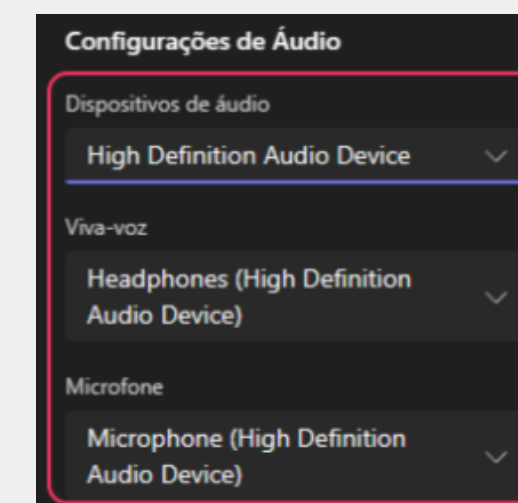 Configurações de Áudio
Dispositivos de áudio
High Definition Audio Device
Viva-voz
Headphones (High Definition
Audio Device)
Microfone
Microphone (High Definition
Audio Device)